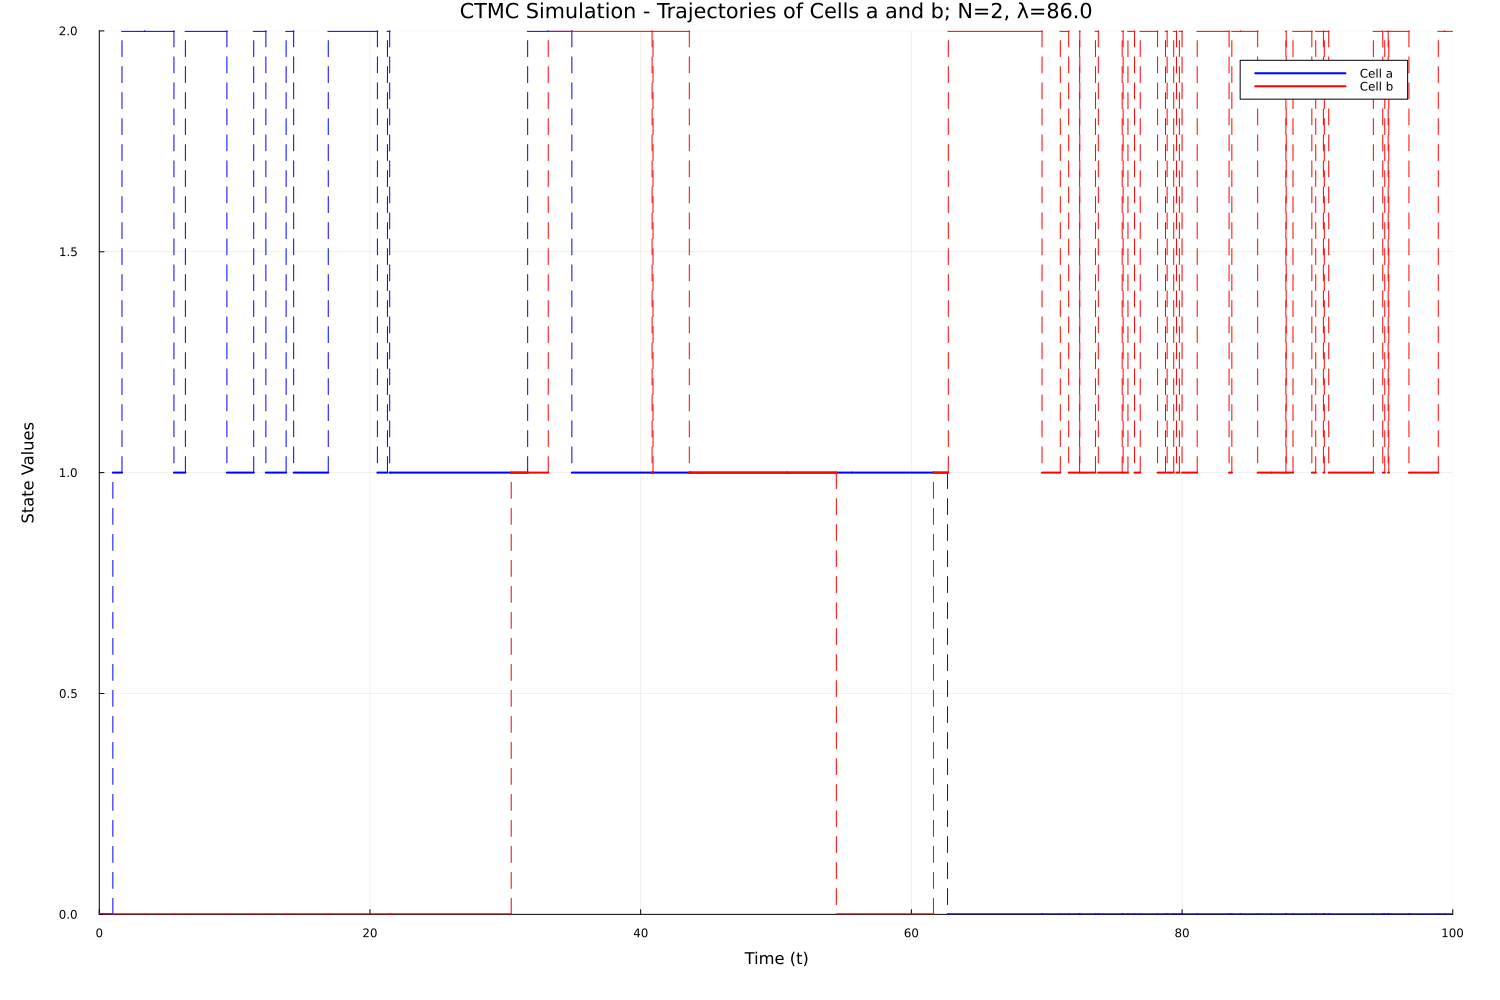 CTMC Simulation - Trajectories of Cells a and b; N=2, λ=86.0
2.0
Cell a
Cell b
1.5
1.0
State Values
0.5
0.0
0 20 40 60 80 100
Time (t)